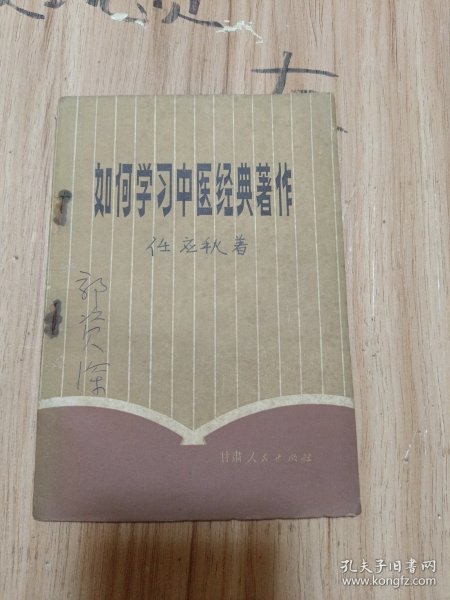 如何学习中医经典著作
任应秋著
郭
甘肃人民出版社
孔夫子旧书网
www.kongfz.com